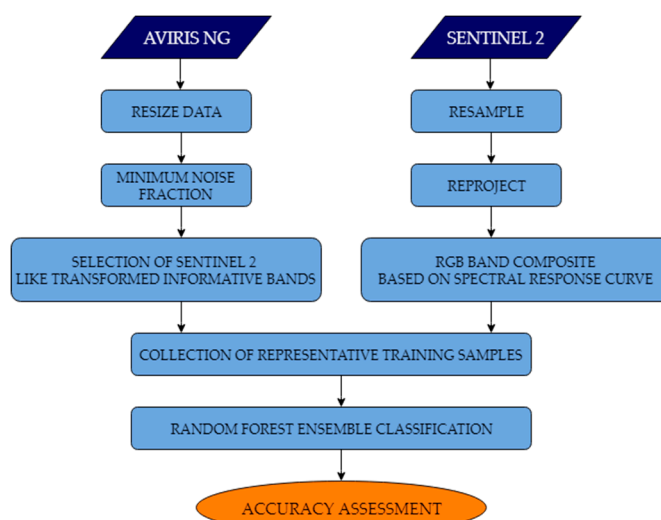 AVIRIS NG
SENTINEL 2
RESIZE DATA
RESAMPLE
MINIMUM NOISE
FRACTION
REPROJECT
SELECTION OF SENTINEL 2
LIKE TRANSFORMED INFORMATIVE BANDS
RGB BAND COMPOSITE
BASED ON SPECTRAL RESPONSE CURVE
COLLECTION OF REPRESENTATIVE TRAINING SAMPLES
RANDOM FOREST ENSEMBLE CLASSIFICATION
ACCURACY ASSESSMENT